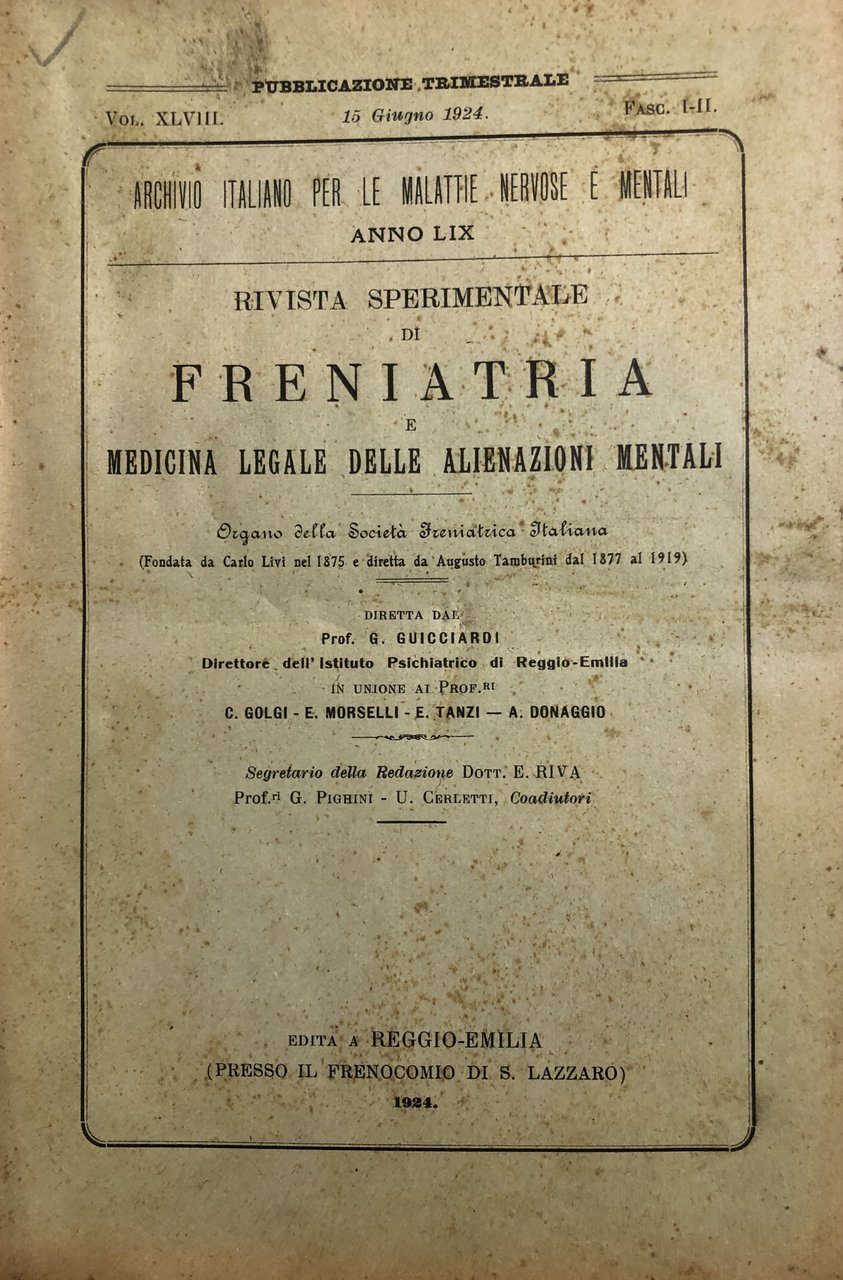 PUBBLICAZIONE TRIMESTRALE
VOL. XLVIII. 15 Giugno 1924. FASC. I-II.
ARCHIVIO ITALIANO PER LE MALATTIE NERVOSE E MENTALI
ANNO LIX
RIVISTA SPERIMENTALE
DI
FRENIATRIA
E
MEDICINA LEGALE DELLE ALIENAZIONI MENTALI
Organo della Società Freniatrica Italiana
(Fondata da Carlo Livi nel 1875 e diretta da Augusto Tamburini dal 1877 al 1919)
DIRETTA DAL
Prof. G. GUICCIARDI
Direttore dell' Istituto Psichiatrico di Reggio-Emilia
IN UNIONE AI PROF.RI
C. GOLGI - E. MORSELLI - E. TANZI — A. DONAGGIO
Segretario della Redazione DOTT. E. RIVA
Prof.ri G. PIGHINI - U. CERLETTI, Coadiutori
EDITA A REGGIO-EMILIA
(PRESSO IL FRENOCOMIO DI S. LAZZARO)
1924.